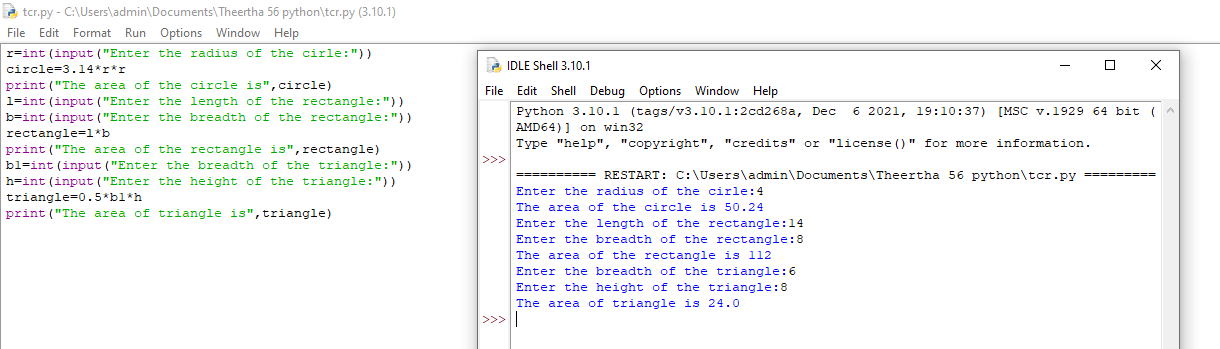 tcr.py - C:\Users\admin\Documents\Theertha 56 python\tcr.py (3.10.1)
File Edit Format Run Options Window Help
r=int(input("Enter the radius of the cirle:"))
circle=3.14*r*r
print("The area of the circle is",circle)
l=int(input("Enter the length of the rectangle:"))
b=int(input("Enter the breadth of the rectangle:"))
rectangle=l*b
print("The area of the rectangle is",rectangle)
b1=int(input("Enter the breadth of the triangle:"))
h=int(input("Enter the height of the triangle:"))
triangle=0.5*b1*h
print("The area of triangle is",triangle)
IDLE Shell 3.10.1
File Edit Shell Debug Options Window Help
Python 3.10.1 (tags/v3.10.1:2cd268a, Dec  6 2021, 19:10:37) [MSC v.1929 64 bit (
AMD64)] on win32
Type "help", "copyright", "credits" or "license()" for more information.
>>>
========== RESTART: C:\Users\admin\Documents\Theertha 56 python\tcr.py =========
Enter the radius of the cirle:4
The area of the circle is 50.24
Enter the length of the rectangle:14
Enter the breadth of the rectangle:8
The area of the rectangle is 112
Enter the breadth of the triangle:6
Enter the height of the triangle:8
The area of triangle is 24.0
>>>